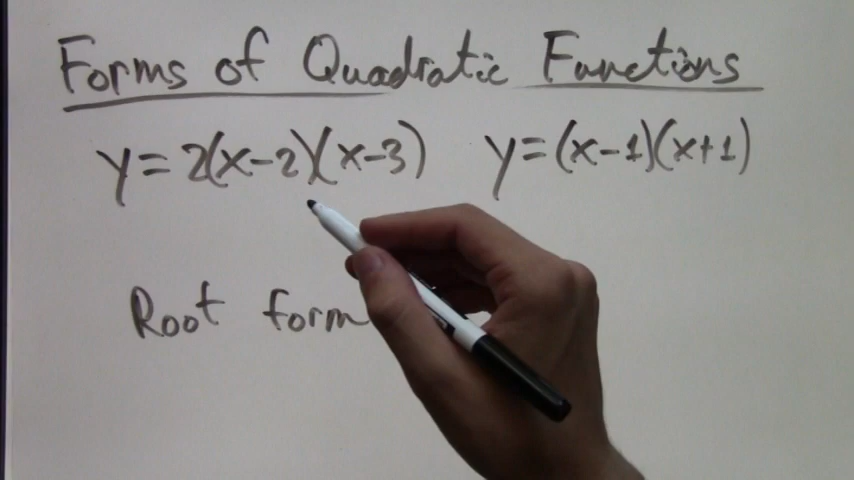 Forms of Quadratic Functions
y=2(x-2)(x-3) y=(x-1)(x+1)
Root form